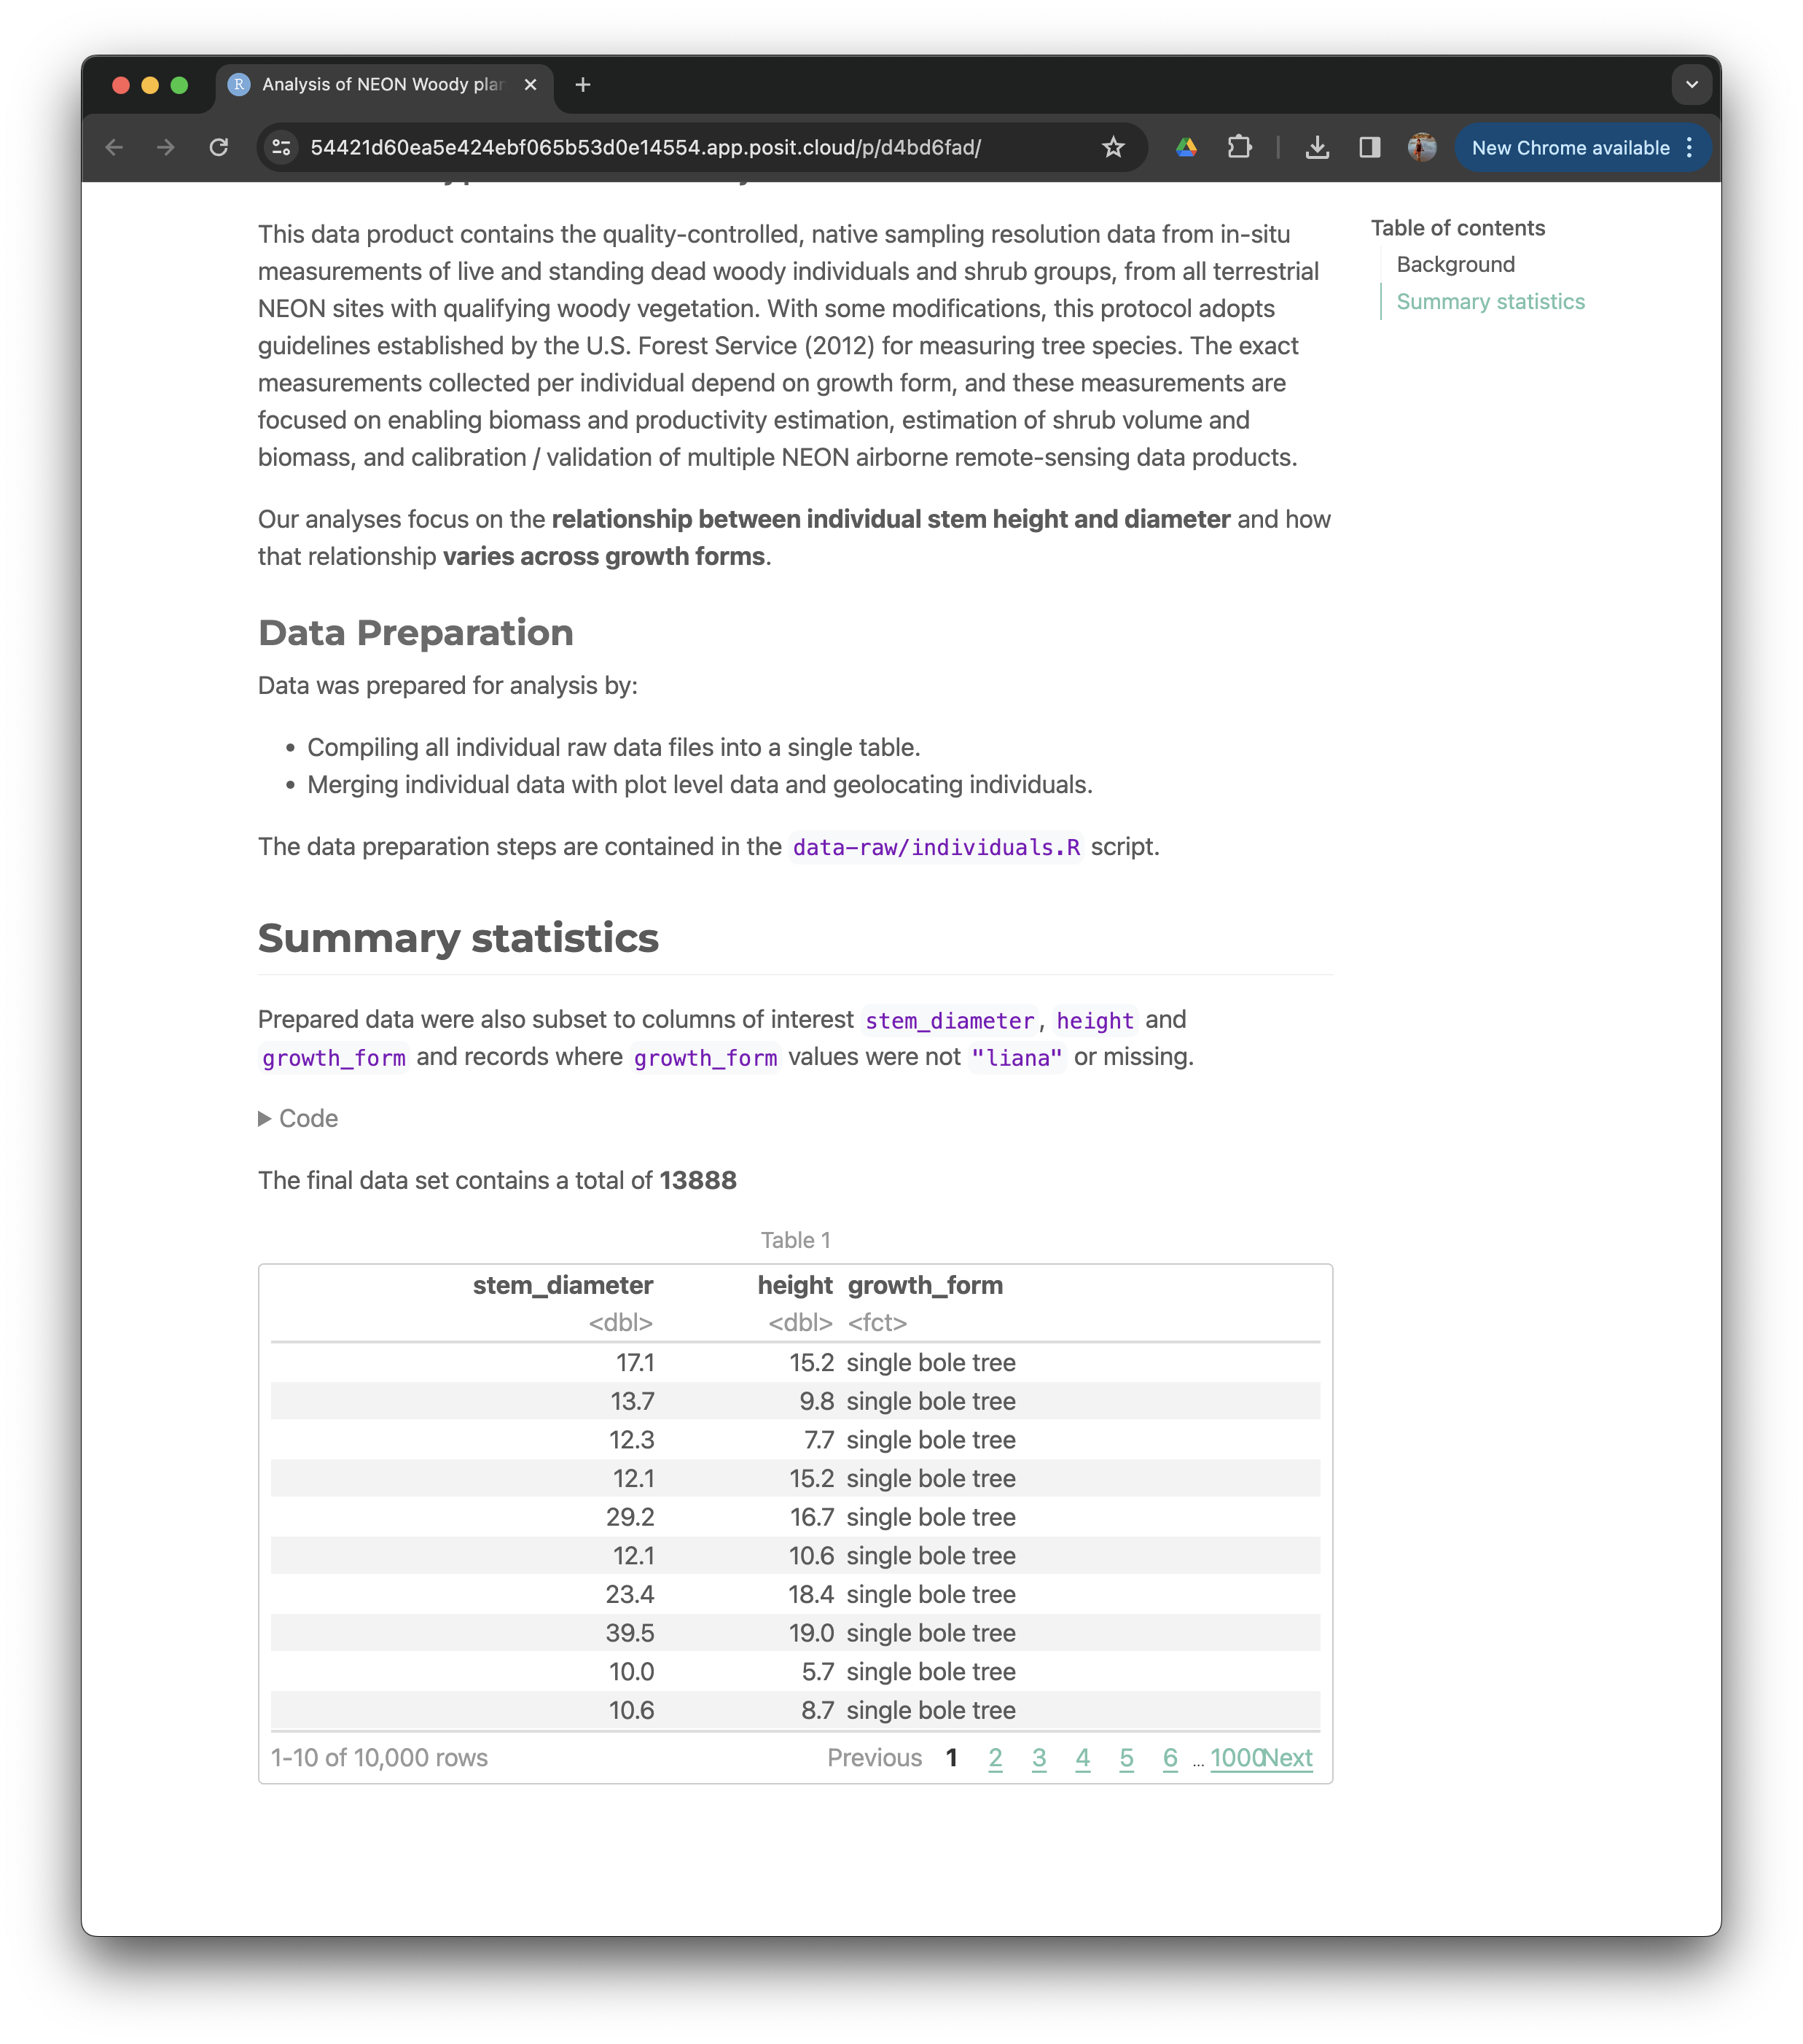 Analysis of NEON Woody plan
54421d60ea5e424ebf065b53d0e14554.app.posit.cloud/p/d4bd6fad/
New Chrome available
This data product contains the quality-controlled, native sampling resolution data from in-situ
measurements of live and standing dead woody individuals and shrub groups, from all terrestrial
NEON sites with qualifying woody vegetation. With some modifications, this protocol adopts
guidelines established by the U.S. Forest Service (2012) for measuring tree species. The exact
measurements collected per individual depend on growth form, and these measurements are
focused on enabling biomass and productivity estimation, estimation of shrub volume and
biomass, and calibration / validation of multiple NEON airborne remote-sensing data products.
Our analyses focus on the relationship between individual stem height and diameter and how
that relationship varies across growth forms.
Data Preparation
Data was prepared for analysis by:
• Compiling all individual raw data files into a single table.
• Merging individual data with plot level data and geolocating individuals.
The data preparation steps are contained in the data-raw/individuals.R script.
Summary statistics
Prepared data were also subset to columns of interest stem_diameter, height and
growth_form and records where growth_form values were not "liana" or missing.
Code
The final data set contains a total of 13888
Table 1
stem_diameter height growth_form
<dbl> <dbl> <fct>
17.1 15.2 single bole tree
13.7 9.8 single bole tree
12.3 7.7 single bole tree
12.1 15.2 single bole tree
29.2 16.7 single bole tree
12.1 10.6 single bole tree
23.4 18.4 single bole tree
39.5 19.0 single bole tree
10.0 5.7 single bole tree
10.6 8.7 single bole tree
1-10 of 10,000 rows Previous 1 2 3 4 5 6 ... 1000 Next
Table of contents
Background
Summary statistics